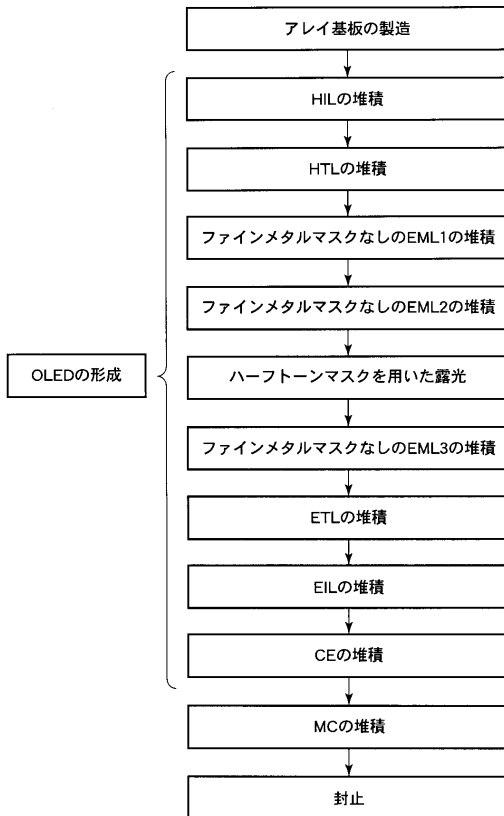 アレイ基板の製造
HILの堆積
HTLの堆積
ファインメタルマスクなしのEML1の堆積
ファインメタルマスクなしのEML2の堆積
OLEDの形成
ハーフトーンマスクを用いた露光
ファインメタルマスクなしのEML3の堆積
ETLの堆積
EILの堆積
CEの堆積
MCの堆積
封止